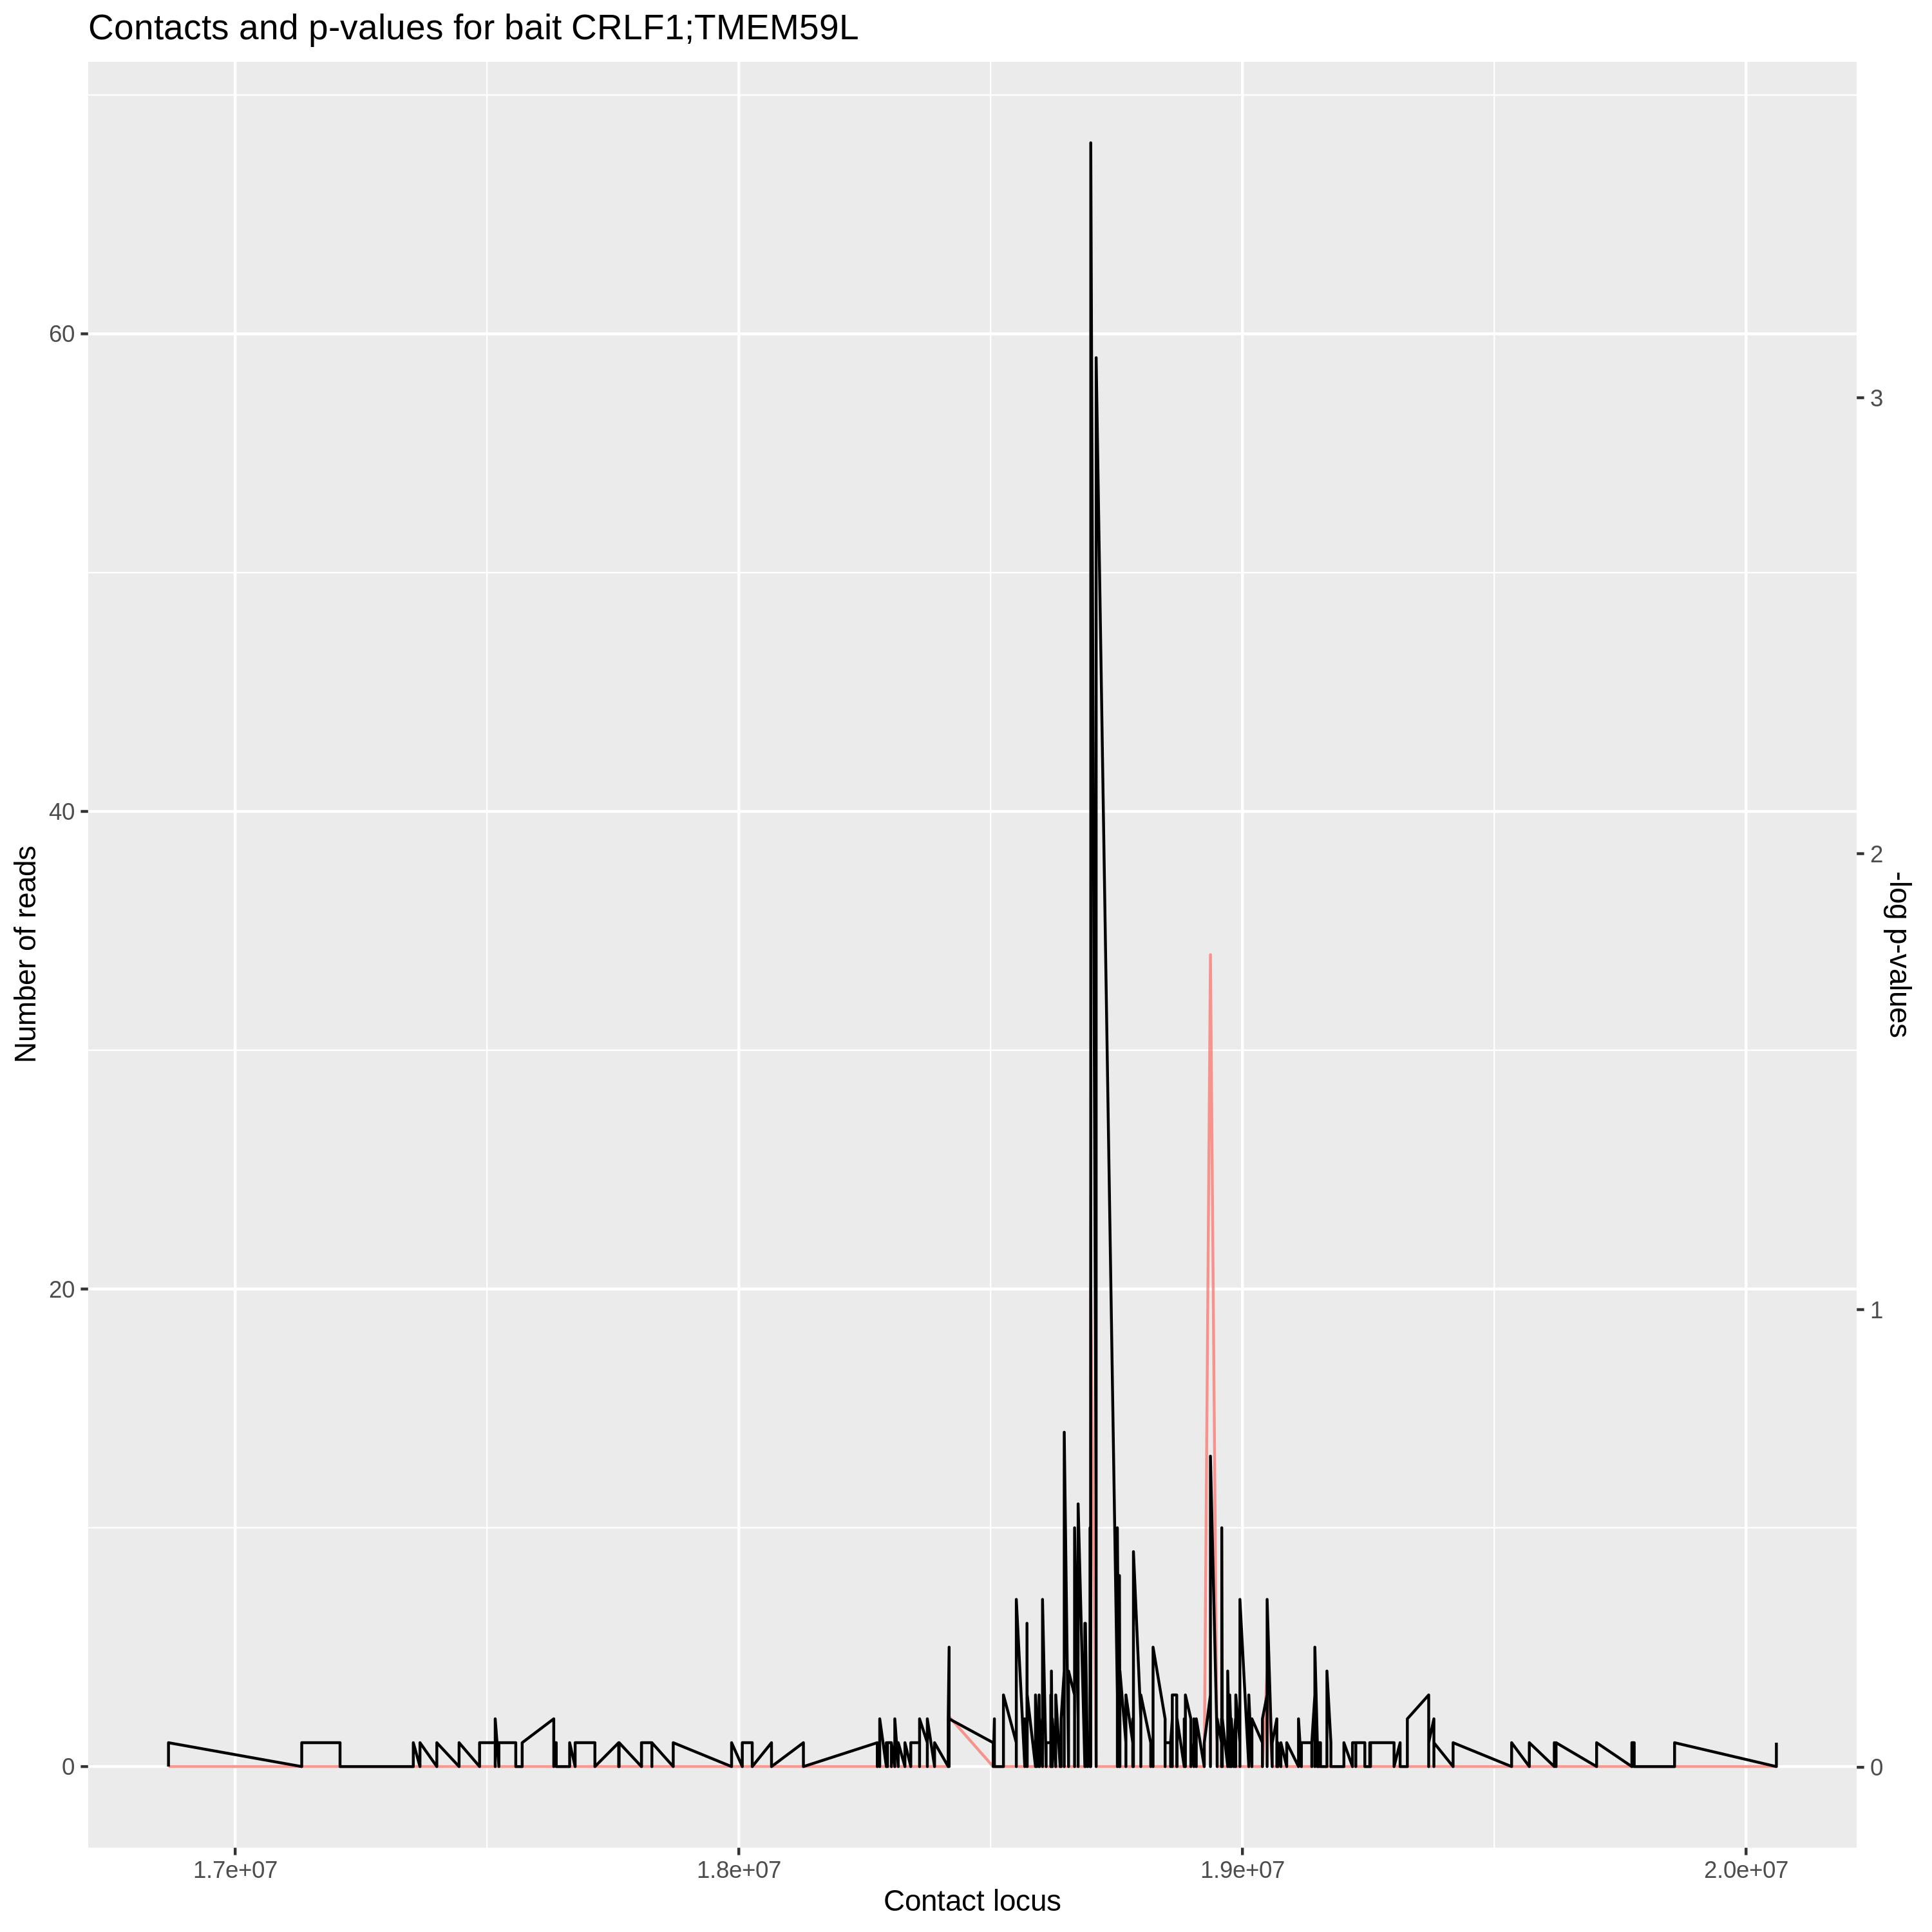 Contacts and p-values for bait CRLF1;TMEM59L
60
40
20
0
Number of reads
3
2
1
0
-log p-values
1.7e+07
1.8e+07
1.9e+07
2.0e+07
Contact locus